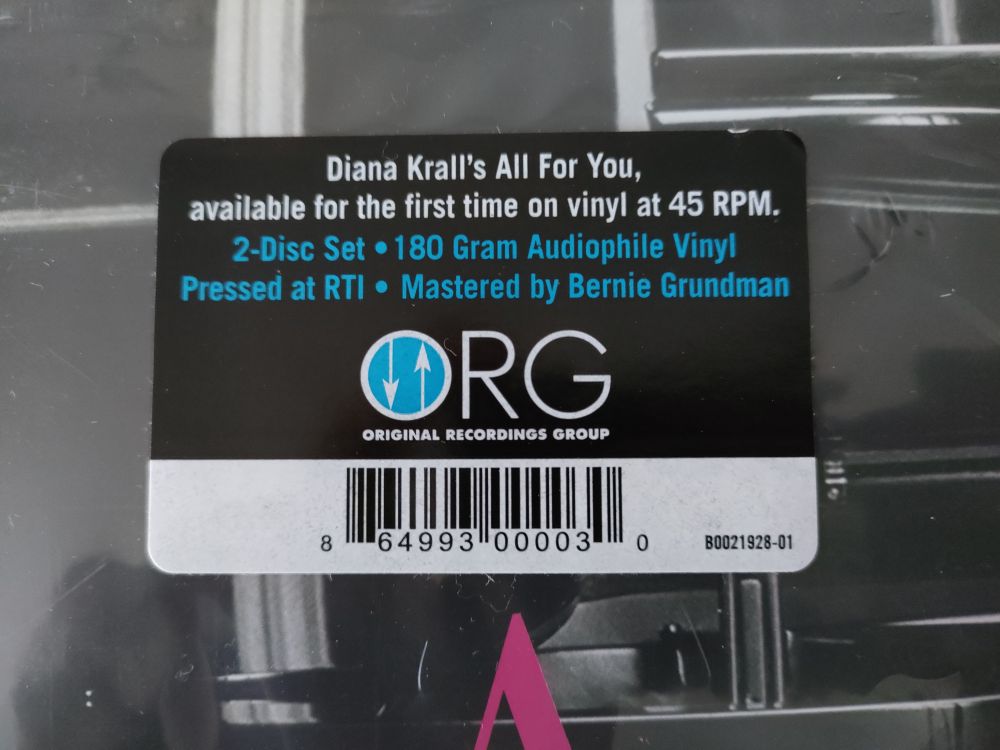 Diana Krall's All For You,
available for the first time on vinyl at 45 RPM.
2-Disc Set • 180 Gram Audiophile Vinyl
Pressed at RTI • Mastered by Bernie Grundman
ORG
ORIGINAL RECORDINGS GROUP
8 64993 00003 0
B0021928-01
A